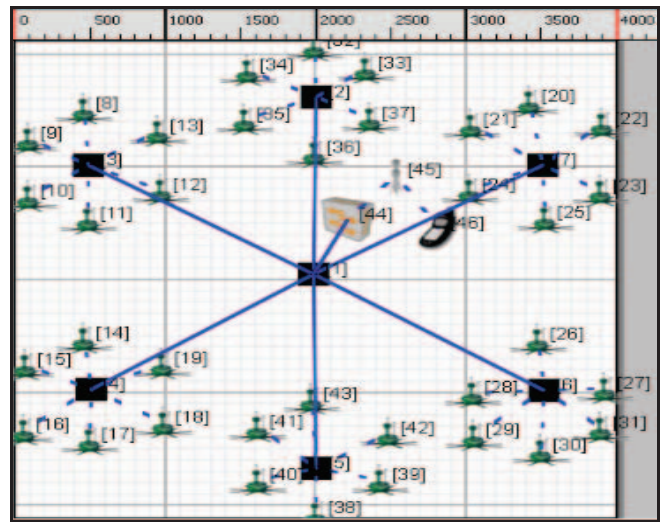 0 500 1000 1500 2000 2500 3000 3500 4000
[32]
[34] [33]
[8] [2] [20]
[9] [13] [35] [37] [21] [22]
[36]
[3] [45] [7]
[10] [12] [24] [23]
[11] [44] [46] [25]
[1]
[14] [26]
[15] [19]
[4] [43] [28] [6] [27]
[16] [18] [41] [42] [29] [31]
[17] [30]
[5]
[40] [39]
[38]